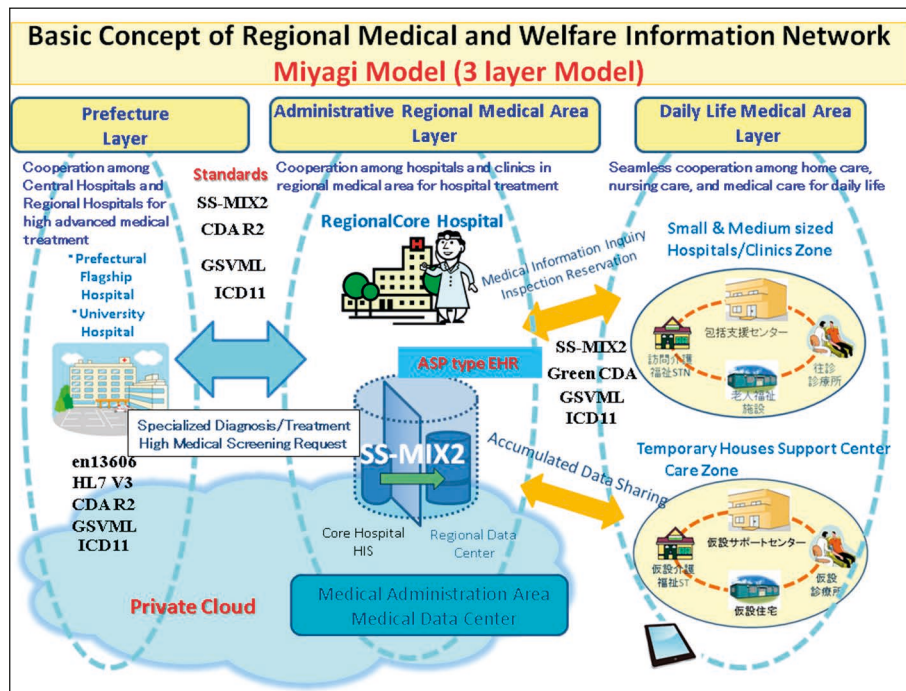 Basic Concept of Regional Medical and Welfare Information Network
Miyagi Model (3 layer Model)
Prefecture
Layer
Cooperation among
Central Hospitals and
Regional Hospitals for
high advanced medical
treatment
*Prefectural
Flagship
Hospital
*University
Hospital
Standards
SS-MIX2
CDA R2
GSVML
ICD11
Specialized Diagnosis/Treatment
High Medical Screening Request
en13606
HL7 V3
CDA R2
GSVML
ICD11
Private Cloud
Administrative Regional Medical Area
Layer
Cooperation among hospitals and clinics in
regional medical area for hospital treatment
RegionalCore Hospital
H
ASP type EHR
SS-MIX2
Core Hospital
HIS
Regional Data
Center
Medical Administration Area
Medical Data Center
Medical Information Inquiry
Inspection Reservation
SS-MIX2
Green CDA
GSVML
ICD11
Accumulated Data Sharing
Daily Life Medical Area
Layer
Seamless cooperation among home care,
nursing care, and medical care for daily life
Small & Medium sized
Hospitals/Clinics Zone
包括支援センター
訪問介護
福祉STN
往診
診療所
老人福祉
施設
Temporary Houses Support Center
Care Zone
仮設サポートセンター
仮設介護
福祉ST
仮設
診療所
仮設住宅